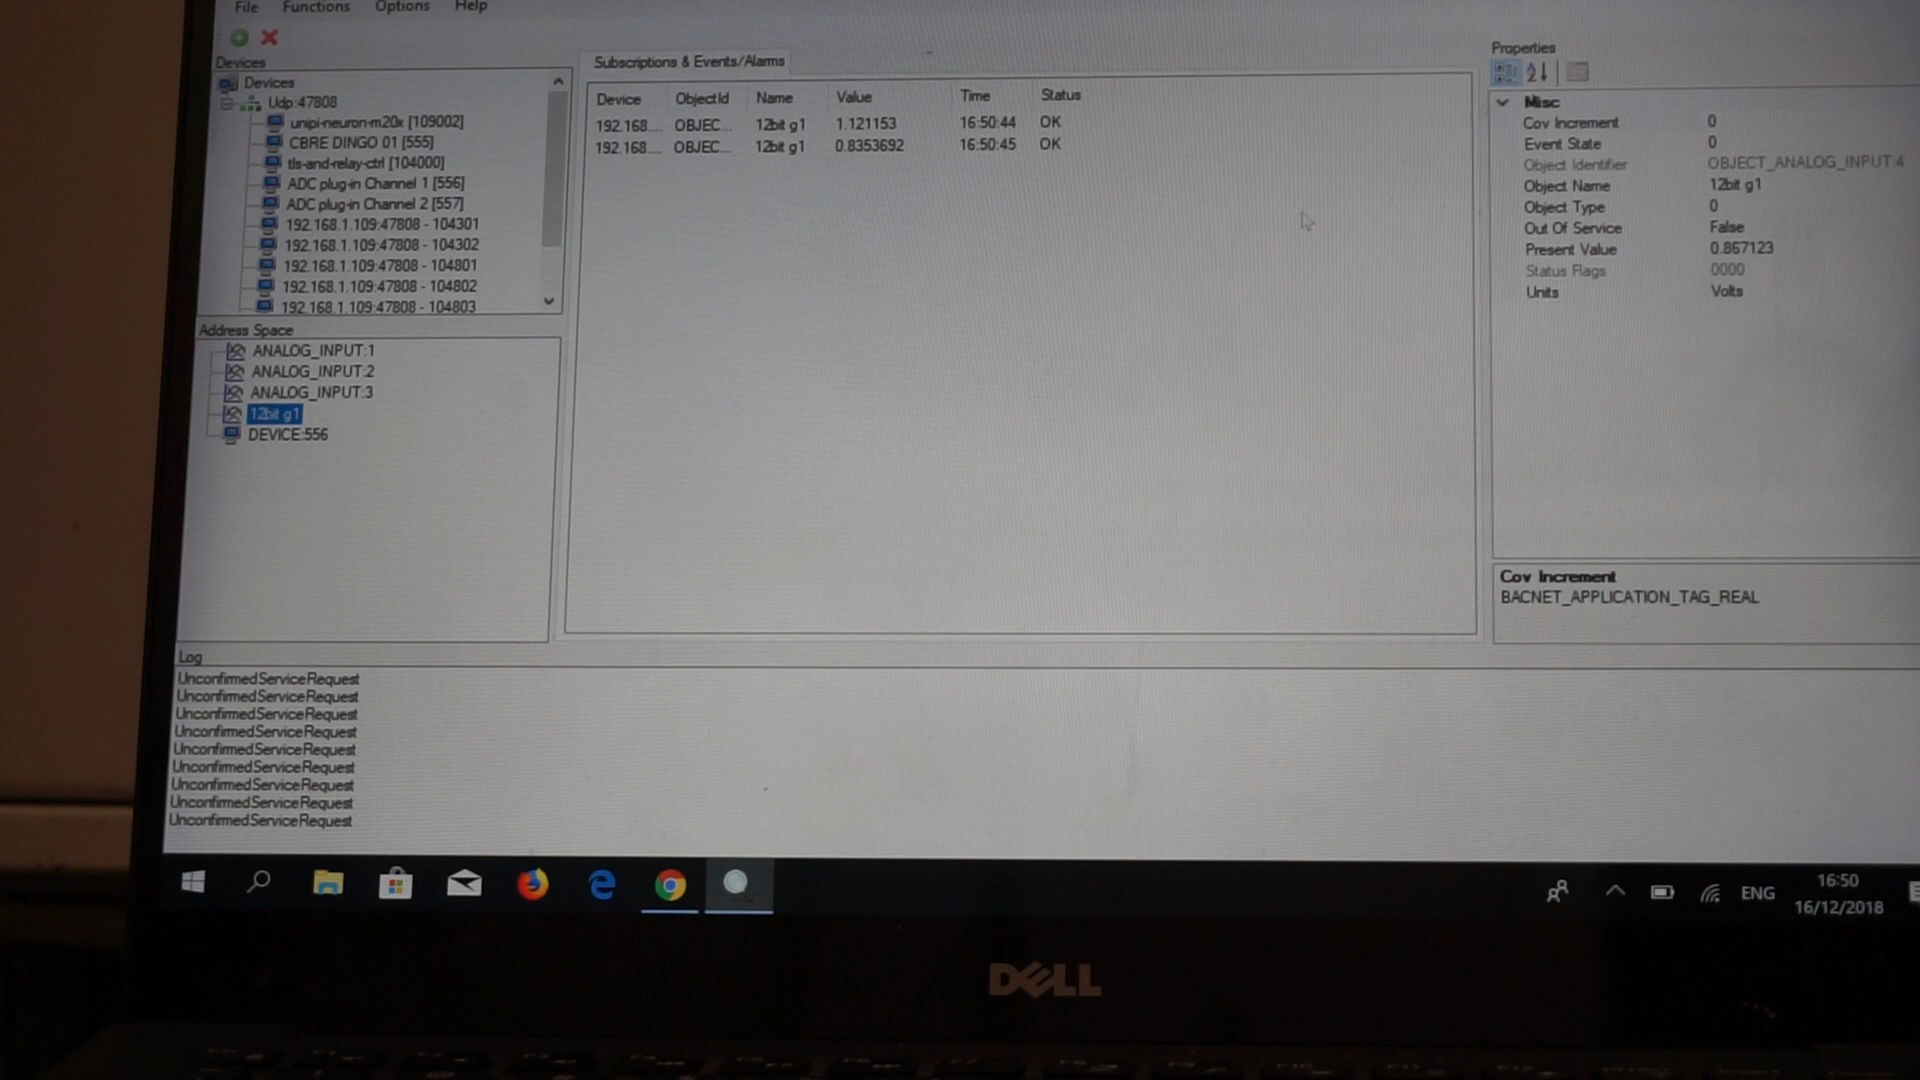 File Functions Options Help
Devices
Devices
Udp:47808
unipi-neuron-m20x [109002]
CBRE DINGO 01 [555]
tls-and-relay-ctrl [104000]
ADC plug-in Channel 1 [556]
ADC plug-in Channel 2 [557]
192.168.1.109:47808 - 104301
192.168.1.109:47808 - 104302
192.168.1.109:47808 - 104801
192.168.1.109:47808 - 104802
192.168.1.109:47808 - 104803
Address Space
ANALOG_INPUT:1
ANALOG_INPUT:2
ANALOG_INPUT:3
12bit g1
DEVICE:556
Subscriptions & Events/Alarms
Device ObjectId Name Value Time Status
192.168.... OBJEC... 12bit g1 1.121153 16:50:44 OK
192.168.... OBJEC... 12bit g1 0.8353692 16:50:45 OK
Properties
Misc
Cov Increment 0
Event State 0
Object Identifier OBJECT_ANALOG_INPUT:4
Object Name 12bit g1
Object Type 0
Out Of Service False
Present Value 0.867123
Status Flags 0000
Units Volts
Cov Increment
BACNET_APPLICATION_TAG_REAL
Log
UnconfirmedServiceRequest
UnconfirmedServiceRequest
UnconfirmedServiceRequest
UnconfirmedServiceRequest
UnconfirmedServiceRequest
UnconfirmedServiceRequest
UnconfirmedServiceRequest
UnconfirmedServiceRequest
UnconfirmedServiceRequest
ENG
16:50
16/12/2018
DELL